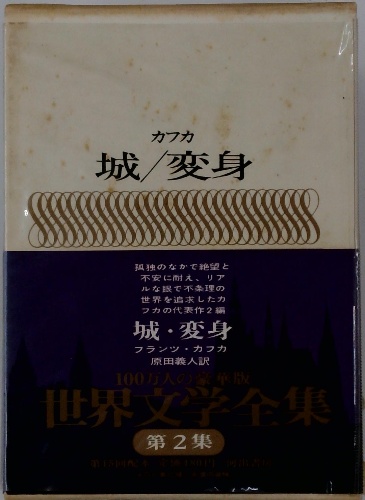 カフカ
城/変身
孤独のなかで絶望と
不安に耐え、リア
ルな眼で不条理の
世界を追求したカ
フカの代表作2編
城・変身
フランツ・カフカ
原田義人訳
100万人の豪華版
世界文学全集
第2集